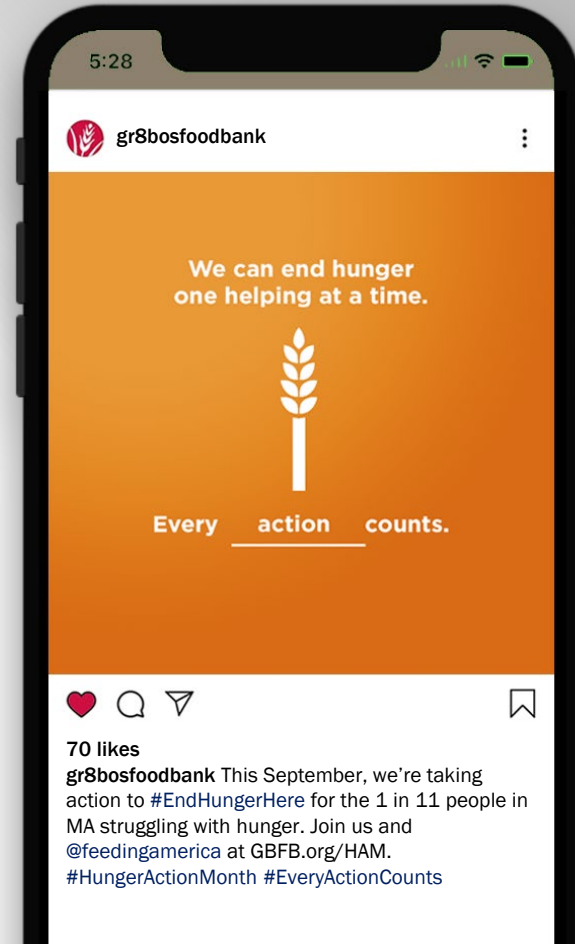 5:28
gr8bosfoodbank
We can end hunger
one helping at a time.
Every action counts.
70 likes
gr8bosfoodbank This September, we’re taking
action to #EndHungerHere for the 1 in 11 people in
MA struggling with hunger. Join us and
@feedingamerica at GBFB.org/HAM.
#HungerActionMonth #EveryActionCounts